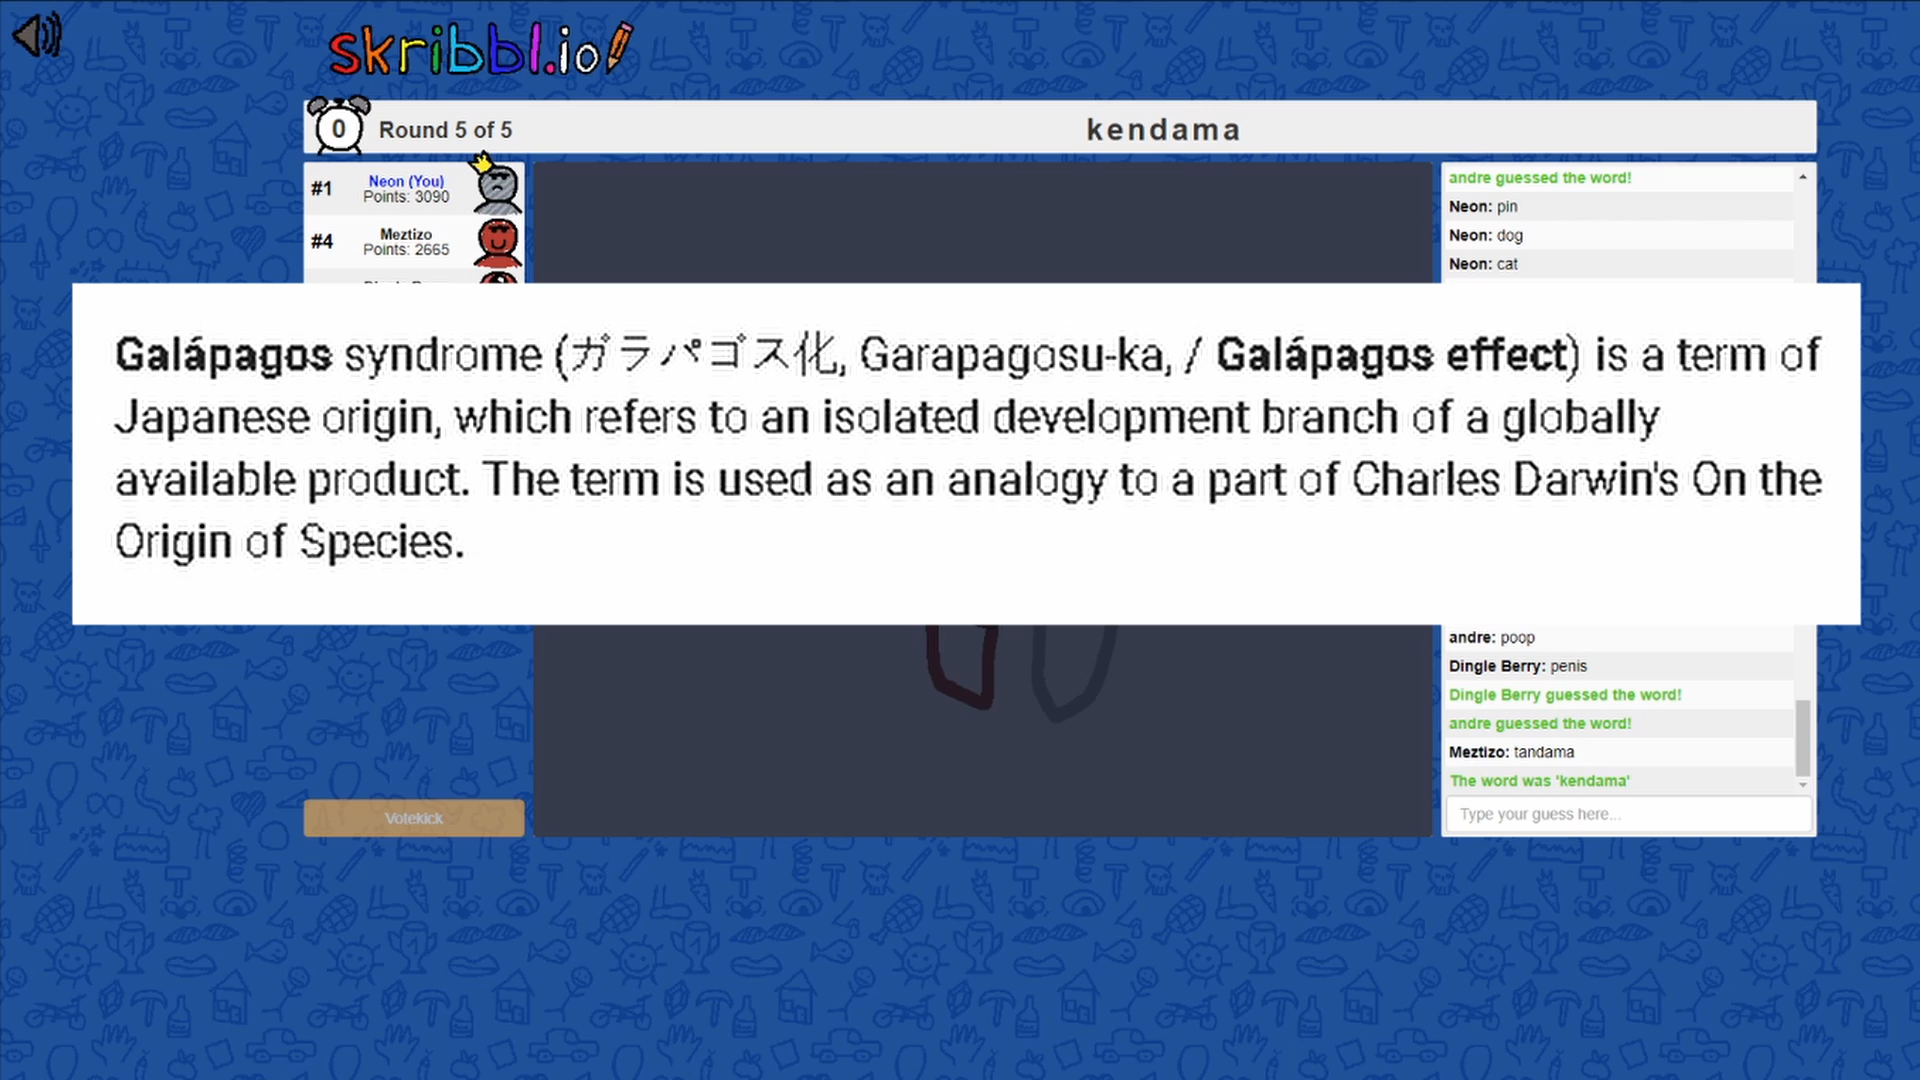 skribbl.io
0
Round 5 of 5
kendama
#1
Neon (You)
Points: 3090
#4
Meztizo
Points: 2665
andre guessed the word!
Neon: pin
Neon: dog
Neon: cat
Galápagos syndrome (ガラパゴス化, Garapagosu-ka, / Galápagos effect) is a term of
Japanese origin, which refers to an isolated development branch of a globally
available product. The term is used as an analogy to a part of Charles Darwin's On the
Origin of Species.
andre: poop
Dingle Berry: penis
Dingle Berry guessed the word!
andre guessed the word!
Meztizo: tandama
The word was 'kendama'
Type your guess here...
Votekick